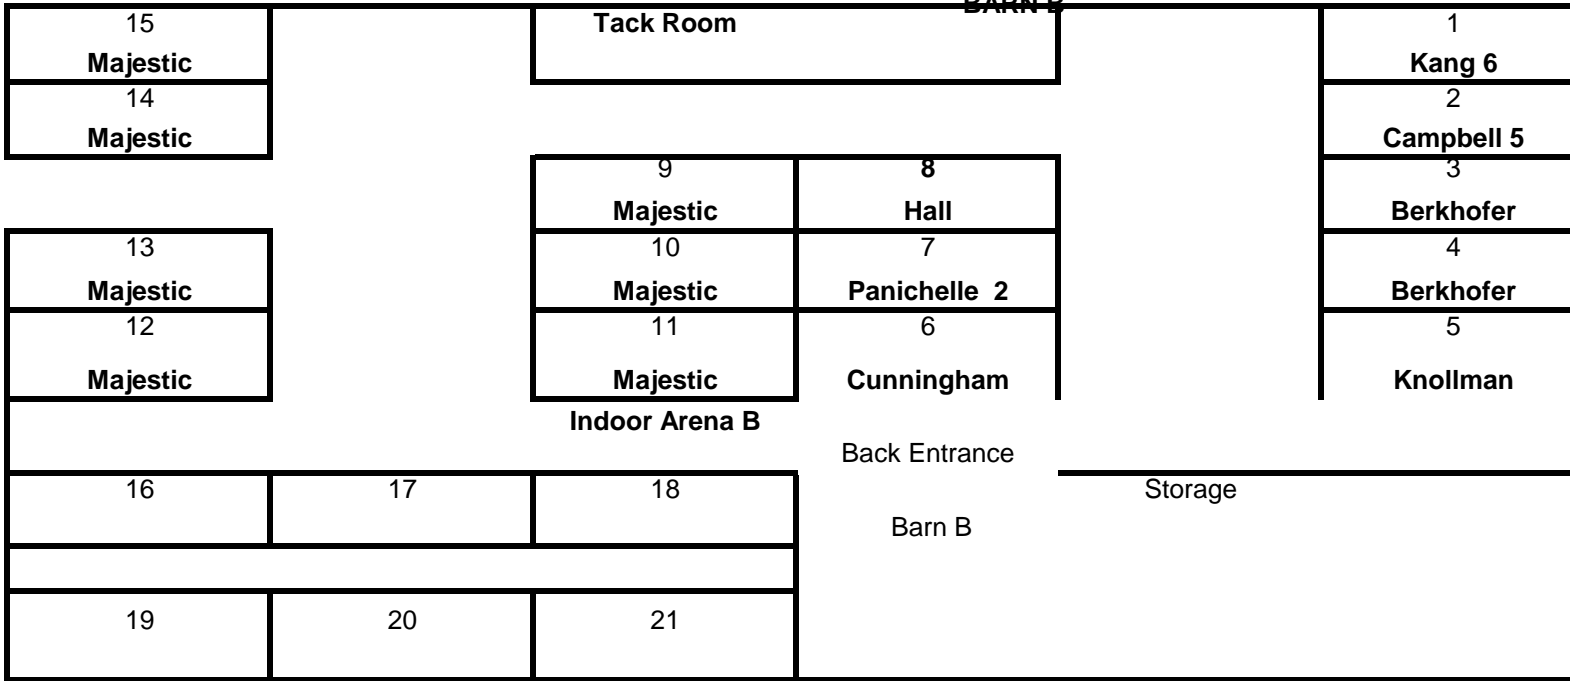 BARN B
15 Tack Room 1
Majestic Kang 6
14 2
Majestic Campbell 5
9 8 3
Majestic Hall Berkhofer
13 10 7 4
Majestic Majestic Panichelle 2 Berkhofer
12 11 6 5
Majestic Majestic Cunningham Knollman
Indoor Arena B
Back Entrance
16 17 18 Storage
Barn B
19 20 21